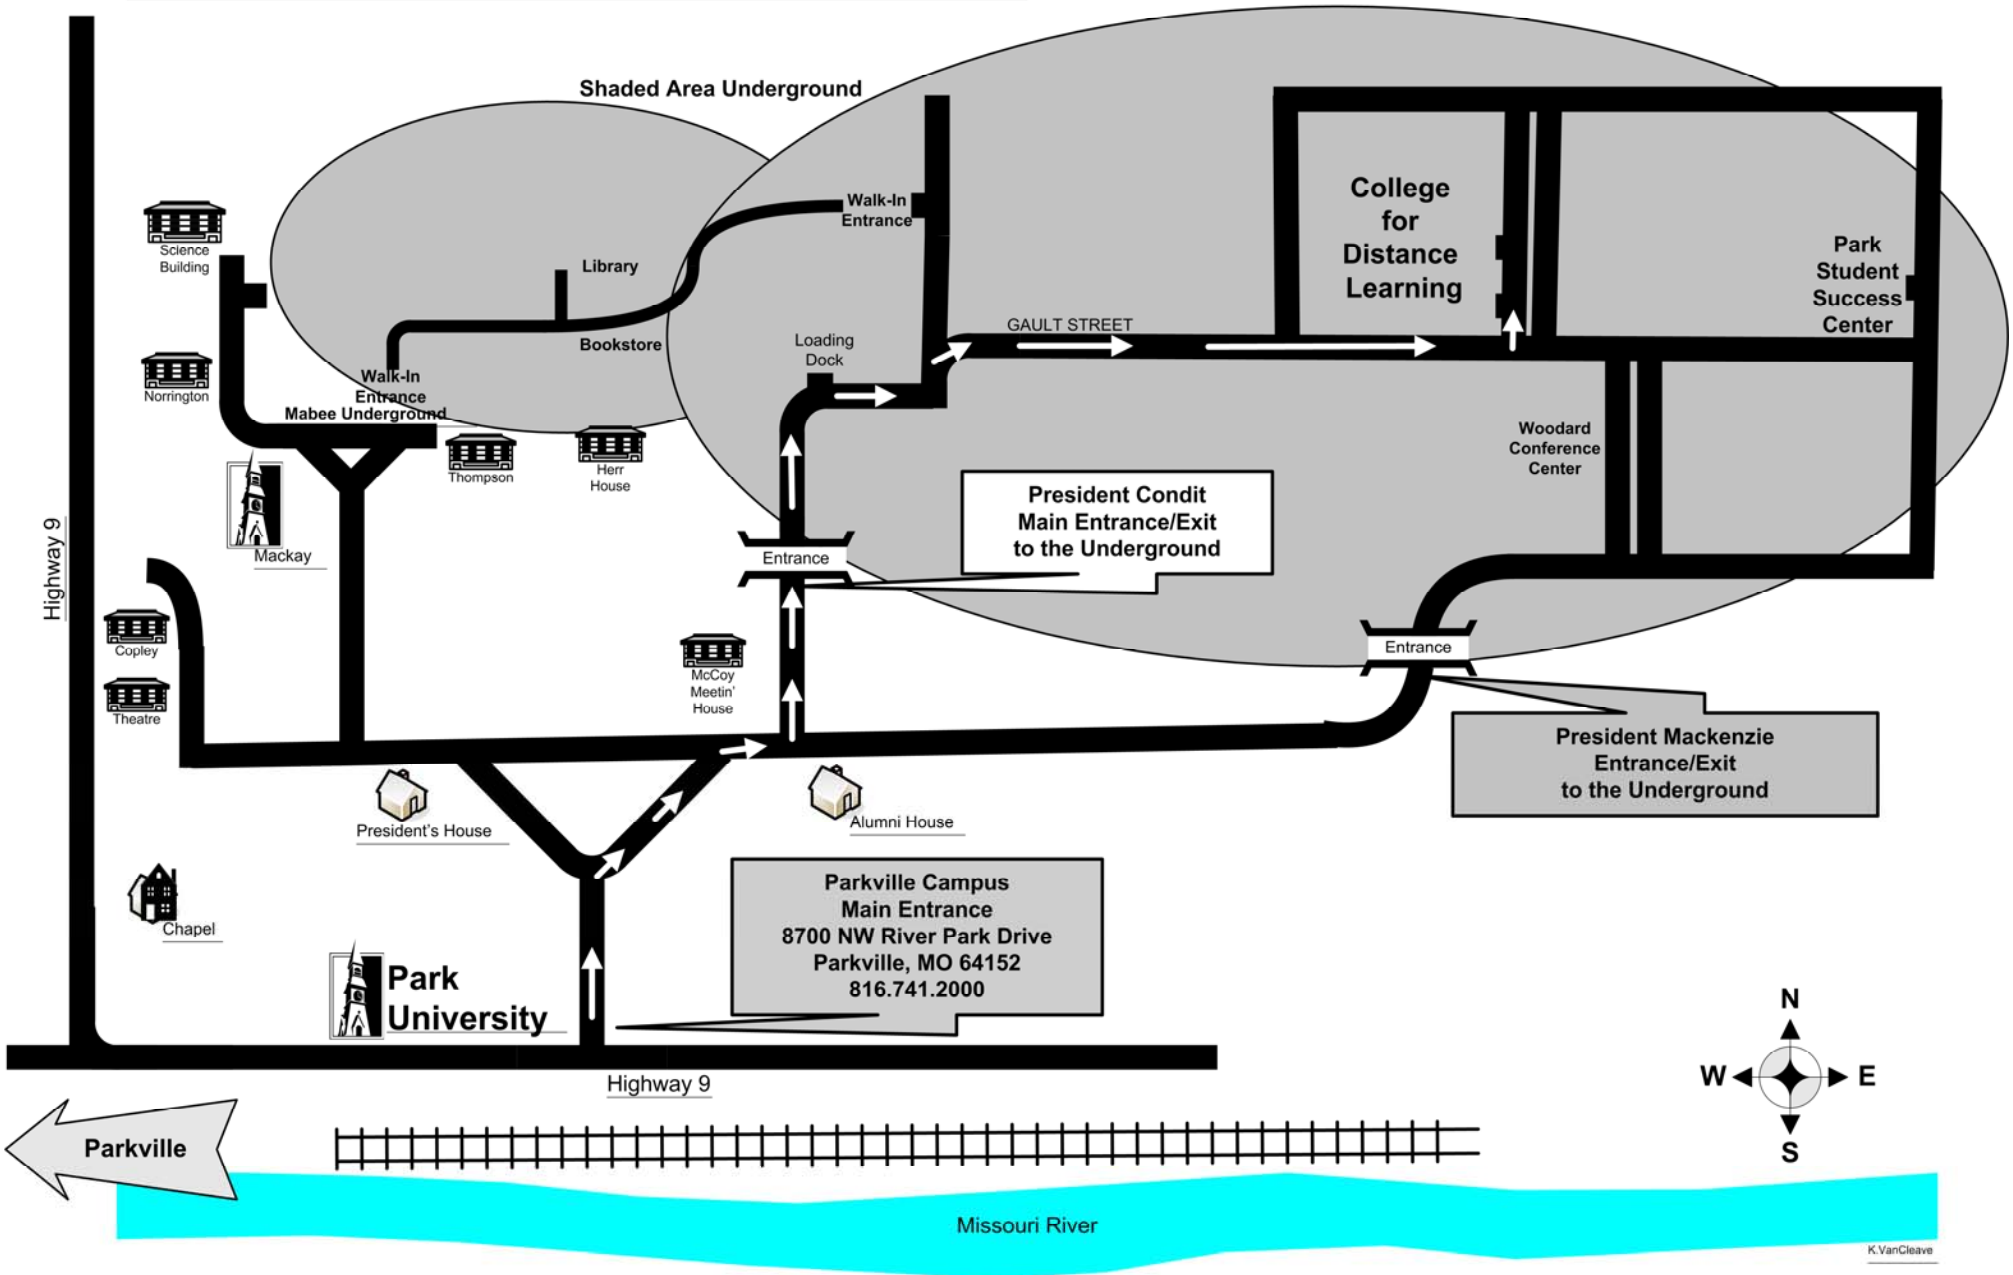 Shaded Area Underground
Walk-In
Entrance
College
for
Distance
Learning
Park
Student
Success
Center
Science
Building
Library
GAULT STREET
Bookstore
Loading
Dock
Norrington
Walk-In
Entrance
Mabee Underground
Thompson
Herr
House
Woodard
Conference
Center
President Condit
Main Entrance/Exit
to the Underground
Highway 9
Mackay
Entrance
Copley
Theatre
McCoy
Meetin'
House
Entrance
President Mackenzie
Entrance/Exit
to the Underground
President's House
Alumni House
Parkville Campus
Main Entrance
8700 NW River Park Drive
Parkville, MO 64152
816.741.2000
Chapel
Park
University
Highway 9
N
W
E
S
Parkville
Missouri River
K.VanCleave